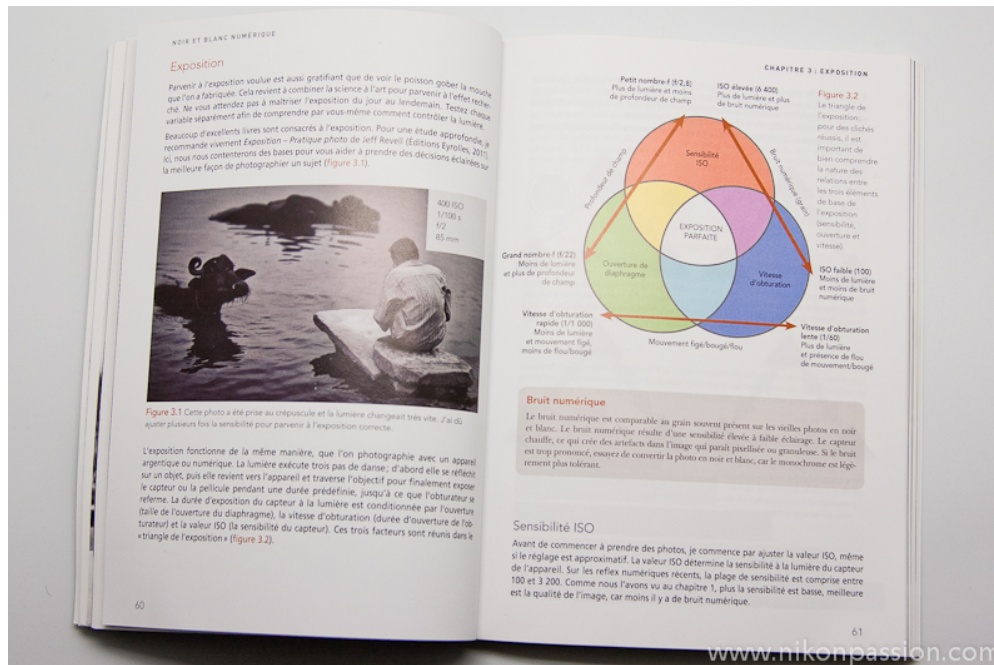 NOIR ET BLANC NUMÉRIQUE
Exposition
Parvenir à l'exposition voulue est aussi gratifiant que de voir le poisson gober la mouche
que l'on a fabriquée. Cela revient à combiner la science à l'art pour parvenir à l'effet recher-
ché. Ne vous attendez pas à maîtriser l'exposition du jour au lendemain. Testez chaque
variable séparément afin de comprendre par vous-même comment contrôler la lumière.
Beaucoup d'excellents livres sont consacrés à l'exposition. Pour une étude approfondie, je
recommande vivement Exposition – Pratique photo de Jeff Revell (Éditions Eyrolles, 2011).
Ici, nous nous contenterons des bases pour vous aider à prendre des décisions éclairées sur
la meilleure façon de photographier un sujet (figure 3.1).
400 ISO
1/100 s
f/2
85 mm
Figure 3.1 Cette photo a été prise au crépuscule et la lumière changeait très vite. J'ai dû
ajuster plusieurs fois la sensibilité pour parvenir à l'exposition correcte.
L'exposition fonctionne de la même manière, que l'on photographie avec un appareil
argentique ou numérique. La lumière exécute trois pas de danse ; d'abord elle se réfléchit
sur un objet, puis elle revient vers l'appareil et traverse l'objectif pour finalement exposer
le capteur ou la pellicule pendant une durée prédéfinie, jusqu'à ce que l'obturateur se
referme. La durée d'exposition du capteur à la lumière est conditionnée par l'ouverture
(taille de l'ouverture du diaphragme), la vitesse d'obturation (durée d'ouverture de l'ob-
turateur) et la valeur ISO (la sensibilité du capteur). Ces trois facteurs sont réunis dans le
« triangle de l'exposition » (figure 3.2).
60
CHAPITRE 3 : EXPOSITION
Petit nombre-f (f/2,8)
Plus de lumière et moins
de profondeur de champ
ISO élevée (6 400)
Plus de lumière et plus
de bruit numérique
Figure 3.2
Le triangle de
l'exposition :
pour des clichés
réussis, il est
important de
bien comprendre
la nature des
relations entre
les trois éléments
de base de
l'exposition
(sensibilité,
ouverture et
vitesse).
Sensibilité
ISO
Profondeur de champ
Bruit numérique (grain)
EXPOSITION
PARFAITE
Ouverture de
diaphragme
Vitesse
d'obturation
Grand nombre-f (f/22)
Moins de lumière
et plus de profondeur
de champ
ISO faible (100)
Moins de lumière
et moins de bruit
numérique
Vitesse d'obturation
rapide (1/1 000)
Moins de lumière
et mouvement figé,
moins de flou/bougé
Mouvement figé/bougé/flou
Vitesse d'obturation
lente (1/60)
Plus de lumière
et présence de flou
de mouvement/bougé
Bruit numérique
Le bruit numérique est comparable au grain souvent présent sur les vieilles photos en noir
et blanc. Le bruit numérique résulte d'une sensibilité élevée à faible éclairage. Le capteur
chauffe, ce qui crée des artefacts dans l'image qui paraît pixellisée ou granuleuse. Si le bruit
est trop prononcé, essayez de convertir la photo en noir et blanc, car le monochrome est légè-
rement plus tolérant.
Sensibilité ISO
Avant de commencer à prendre des photos, je commence par ajuster la valeur ISO, même
si le réglage est approximatif. La valeur ISO détermine la sensibilité à la lumière du capteur
de l'appareil. Sur les reflex numériques récents, la plage de sensibilité est comprise entre
100 et 3 200. Comme nous l'avons vu au chapitre 1, plus la sensibilité est basse, meilleure
est la qualité de l'image, car moins il y a de bruit numérique.
61
www.nikonpassion.com